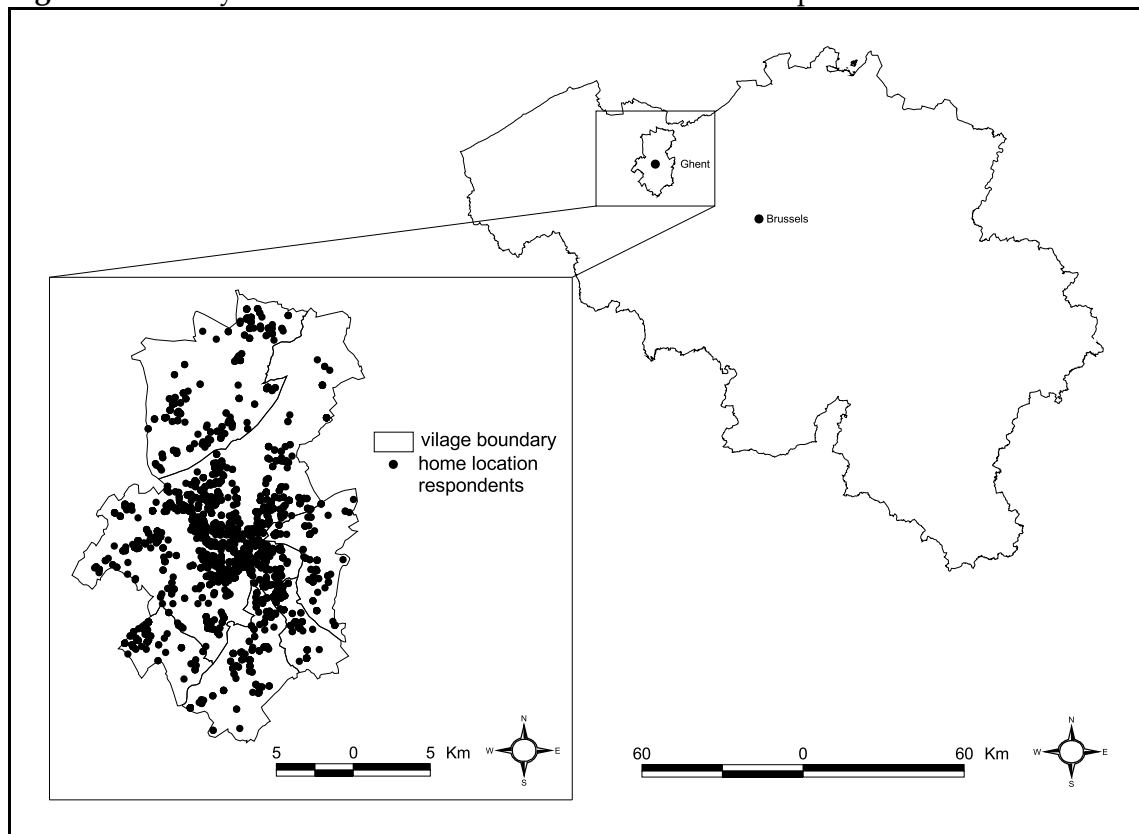 Ghent
Brussels
vilage boundary
home location
respondents
N
W E
S
5 0 5 Km
N
W E
S
60 0 60 Km